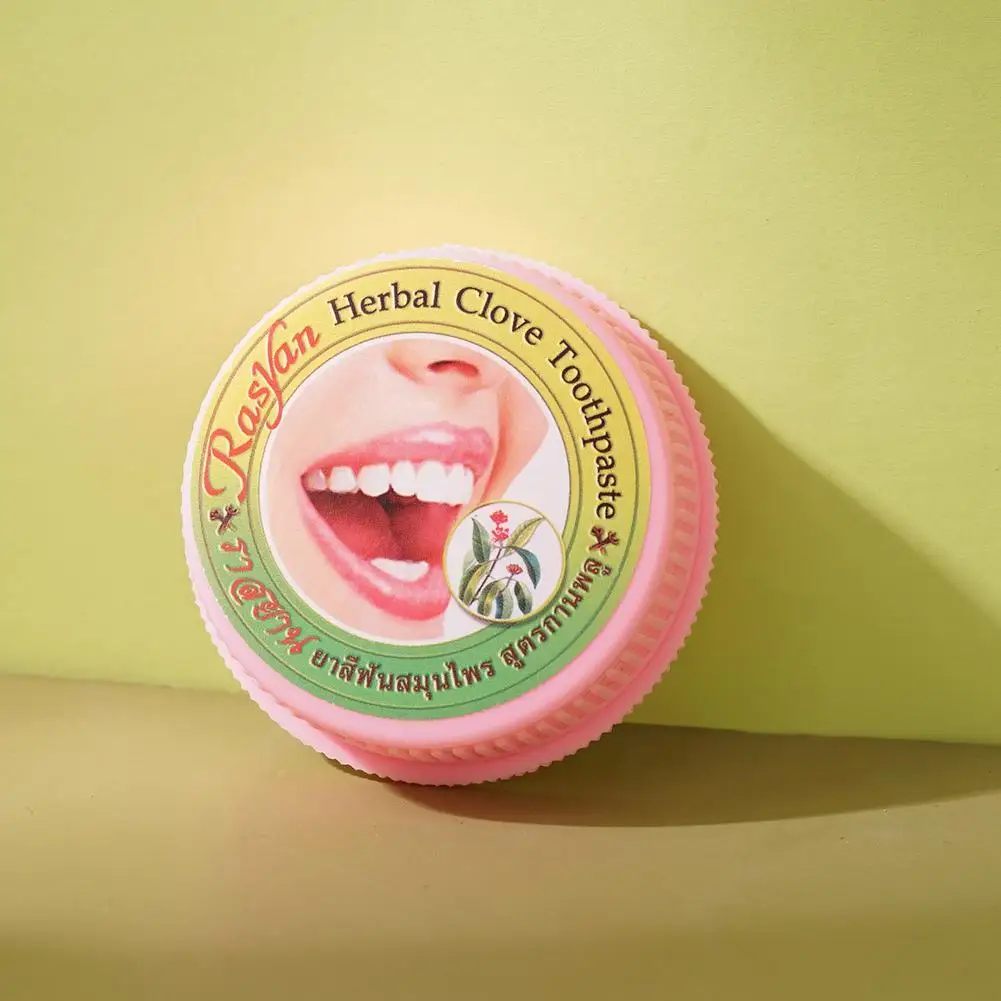 RasYan Herbal Clove Toothpaste
ราสยาน ยาสีฟันสมุนไพร สูตรกานพลู